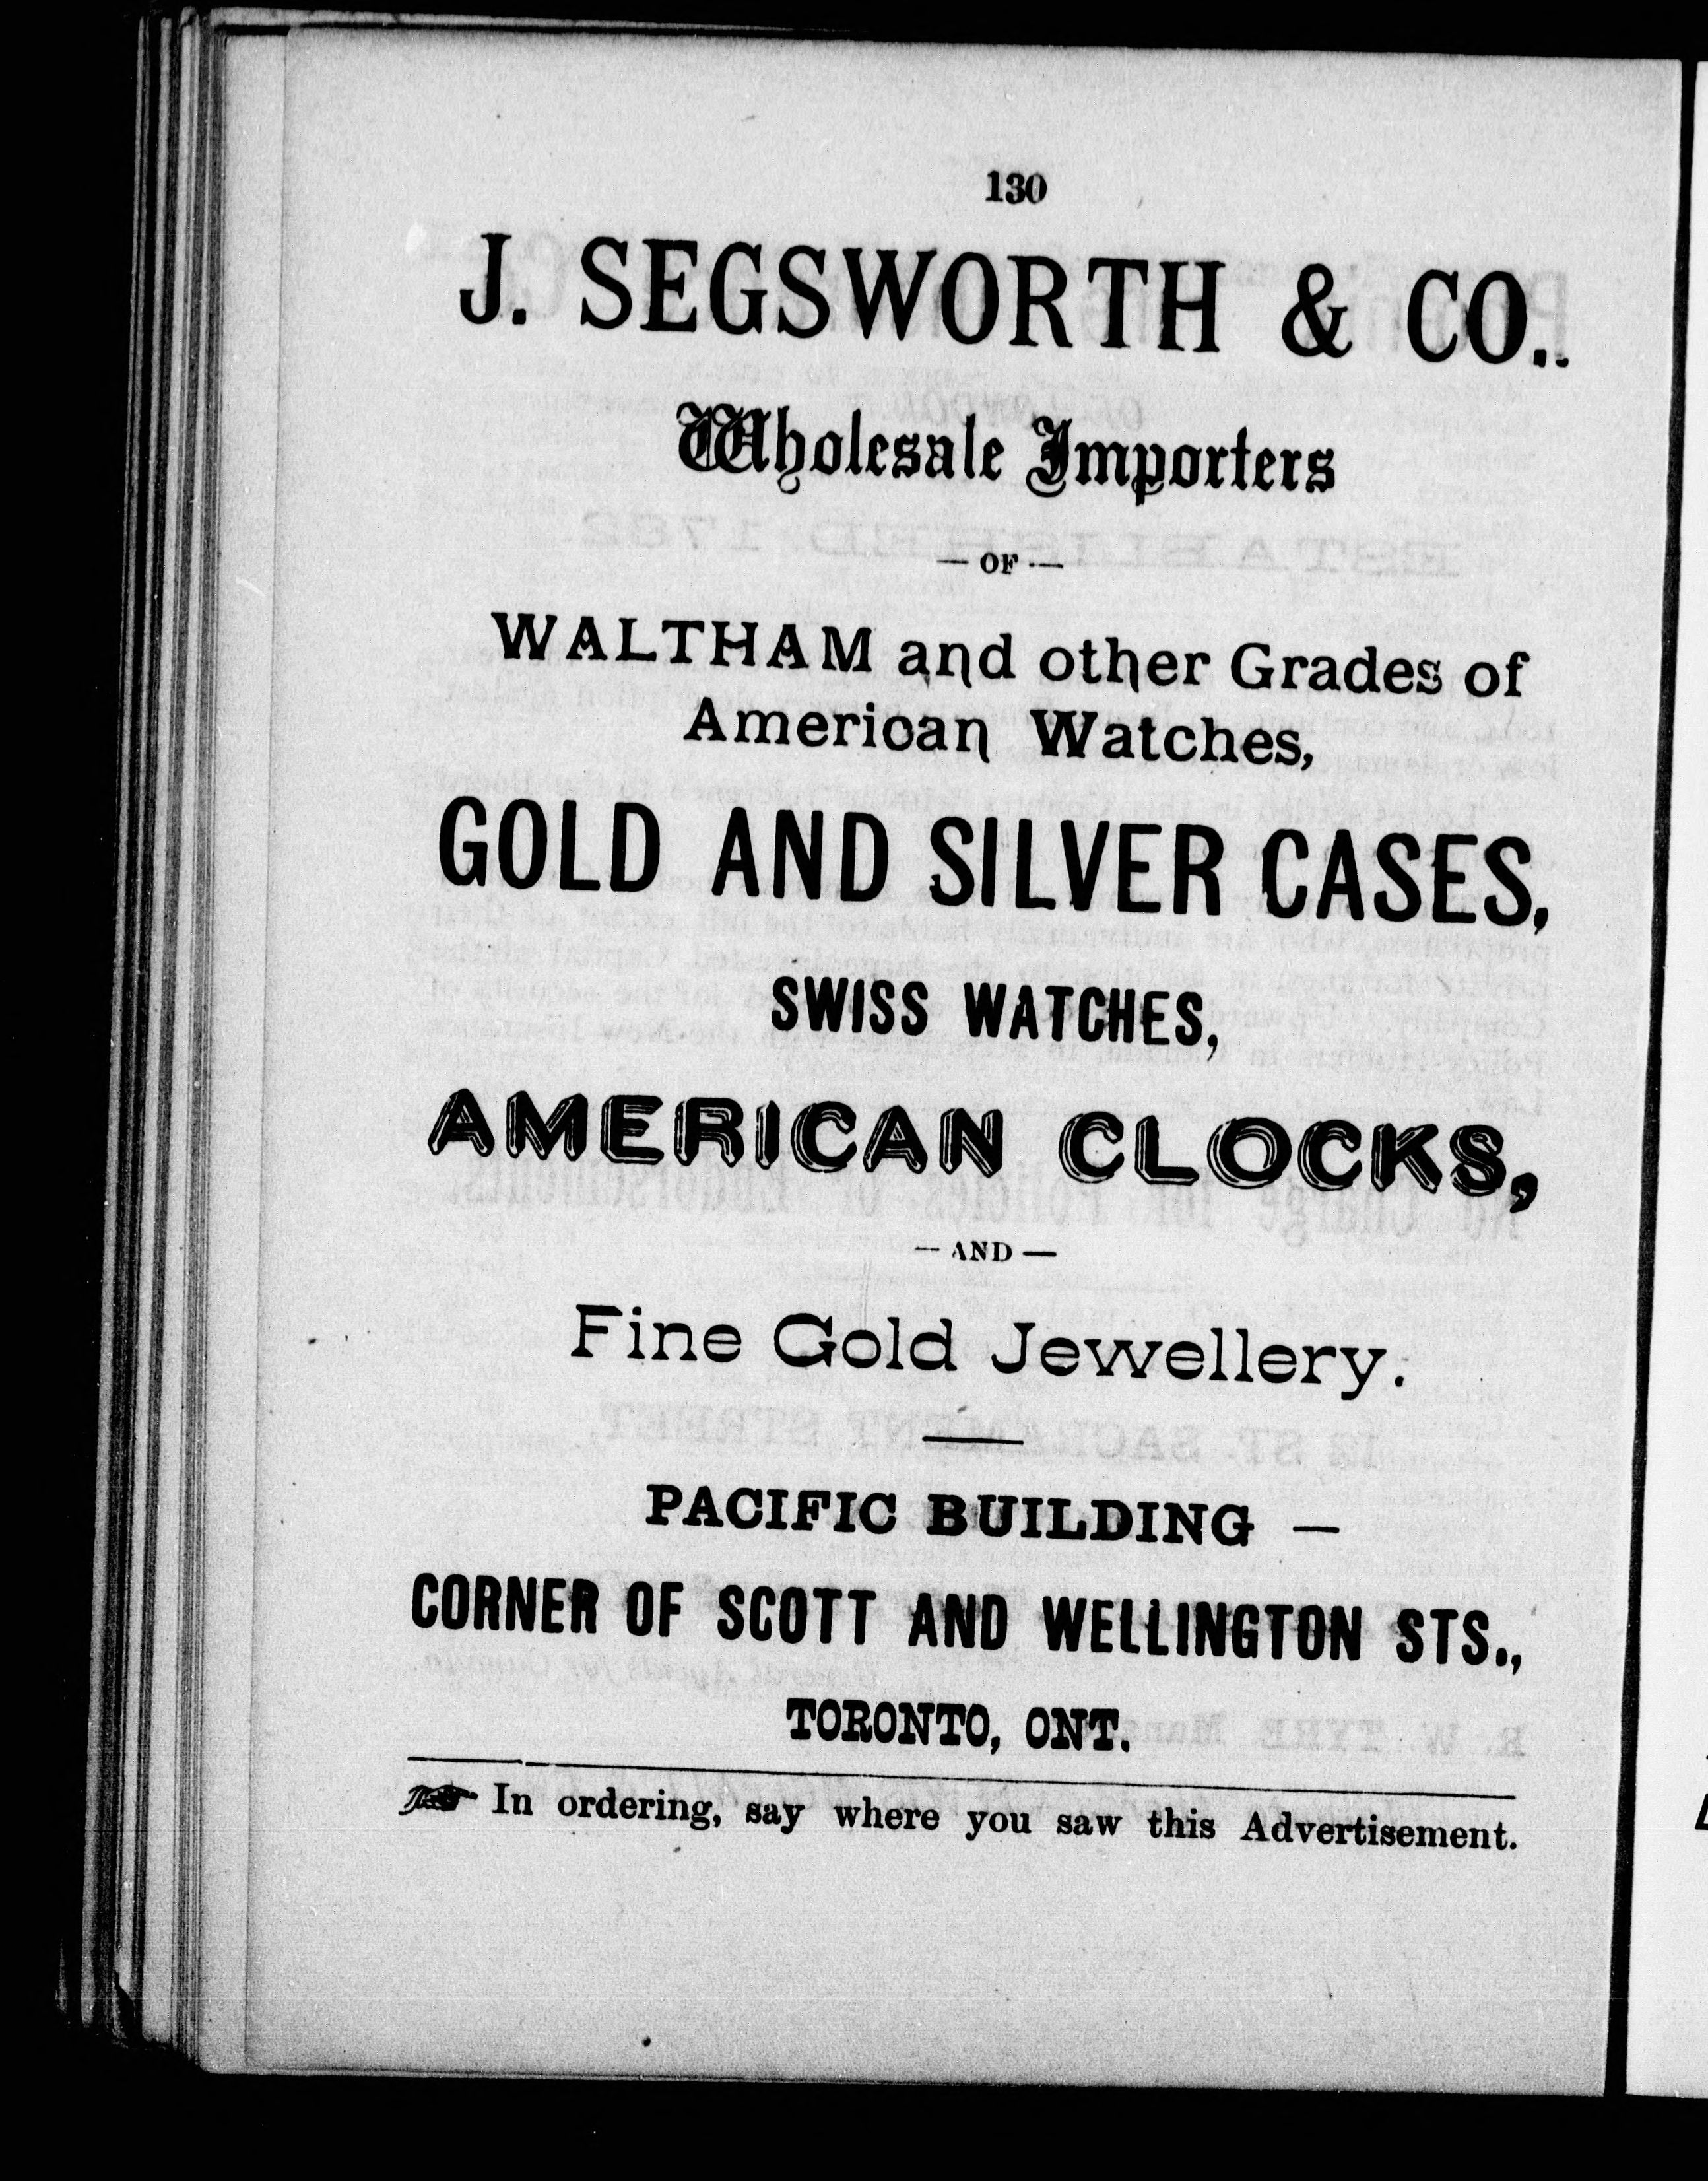 130
J. SEGSWORTH & CO..
Wholesale Importers
— OF —
WALTHAM and other Grades of
American Watches,
GOLD AND SILVER CASES,
SWISS WATCHES,
AMERICAN CLOCKS,
— AND —
Fine Gold Jewellery.
PACIFIC BUILDING —
CORNER OF SCOTT AND WELLINGTON STS.,
TORONTO, ONT.
☞ In ordering, say where you saw this Advertisement.